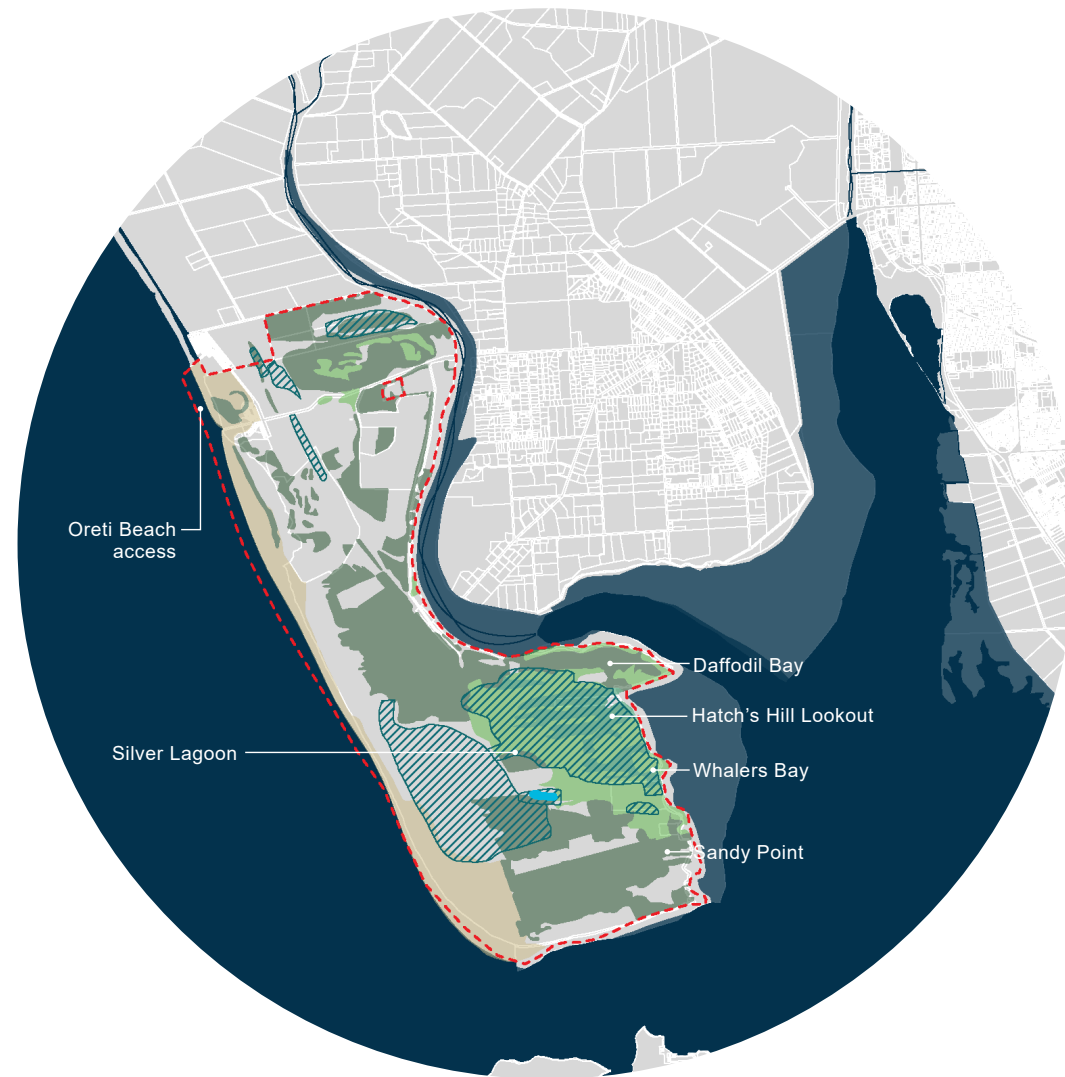 Oreti Beach
access
Daffodil Bay
Hatch’s Hill Lookout
Silver Lagoon
Whalers Bay
Sandy Point